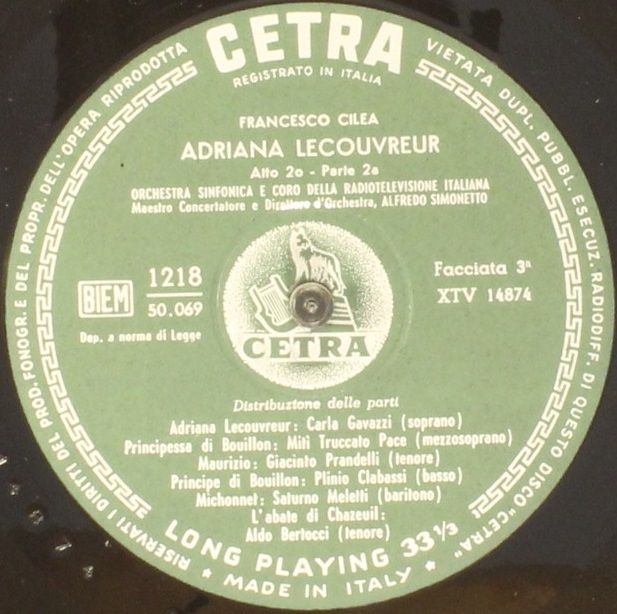 RISERVATI I DIRITTI DEL PROD. FONOGR. E DEL PROPR. DELL'OPERA RIPRODOTTA
CETRA
VIETATA DUPL. PUBBL. ESECUZ. RADIODIFF. DI QUESTO DISCO "CETRA"
REGISTRATO IN ITALIA
FRANCESCO CILEA
ADRIANA LECOUVREUR
Atto 2o - Parte 2a
ORCHESTRA SINFONICA E CORO DELLA RADIOTELEVISIONE ITALIANA
Maestro Concertatore e Direttore d'Orchestra, ALFREDO SIMONETTO
BIEM
1218
50.069
Dep. a norma di Legge
Facciata 3ª
XTV 14874
CETRA
Distribuzione delle parti
Adriana Lecouvreur: Carla Gavazzi (soprano)
Principessa di Bouillon: Miti Truccato Pace (mezzosoprano)
Maurizio: Giacinto Prandelli (tenore)
Principe di Bouillon: Plinio Clabassi (basso)
Michonnet: Saturno Meletti (baritono)
L'abate di Chazeuil:
Aldo Bertocci (tenore)
LONG PLAYING 33⅓
★ MADE IN ITALY ★